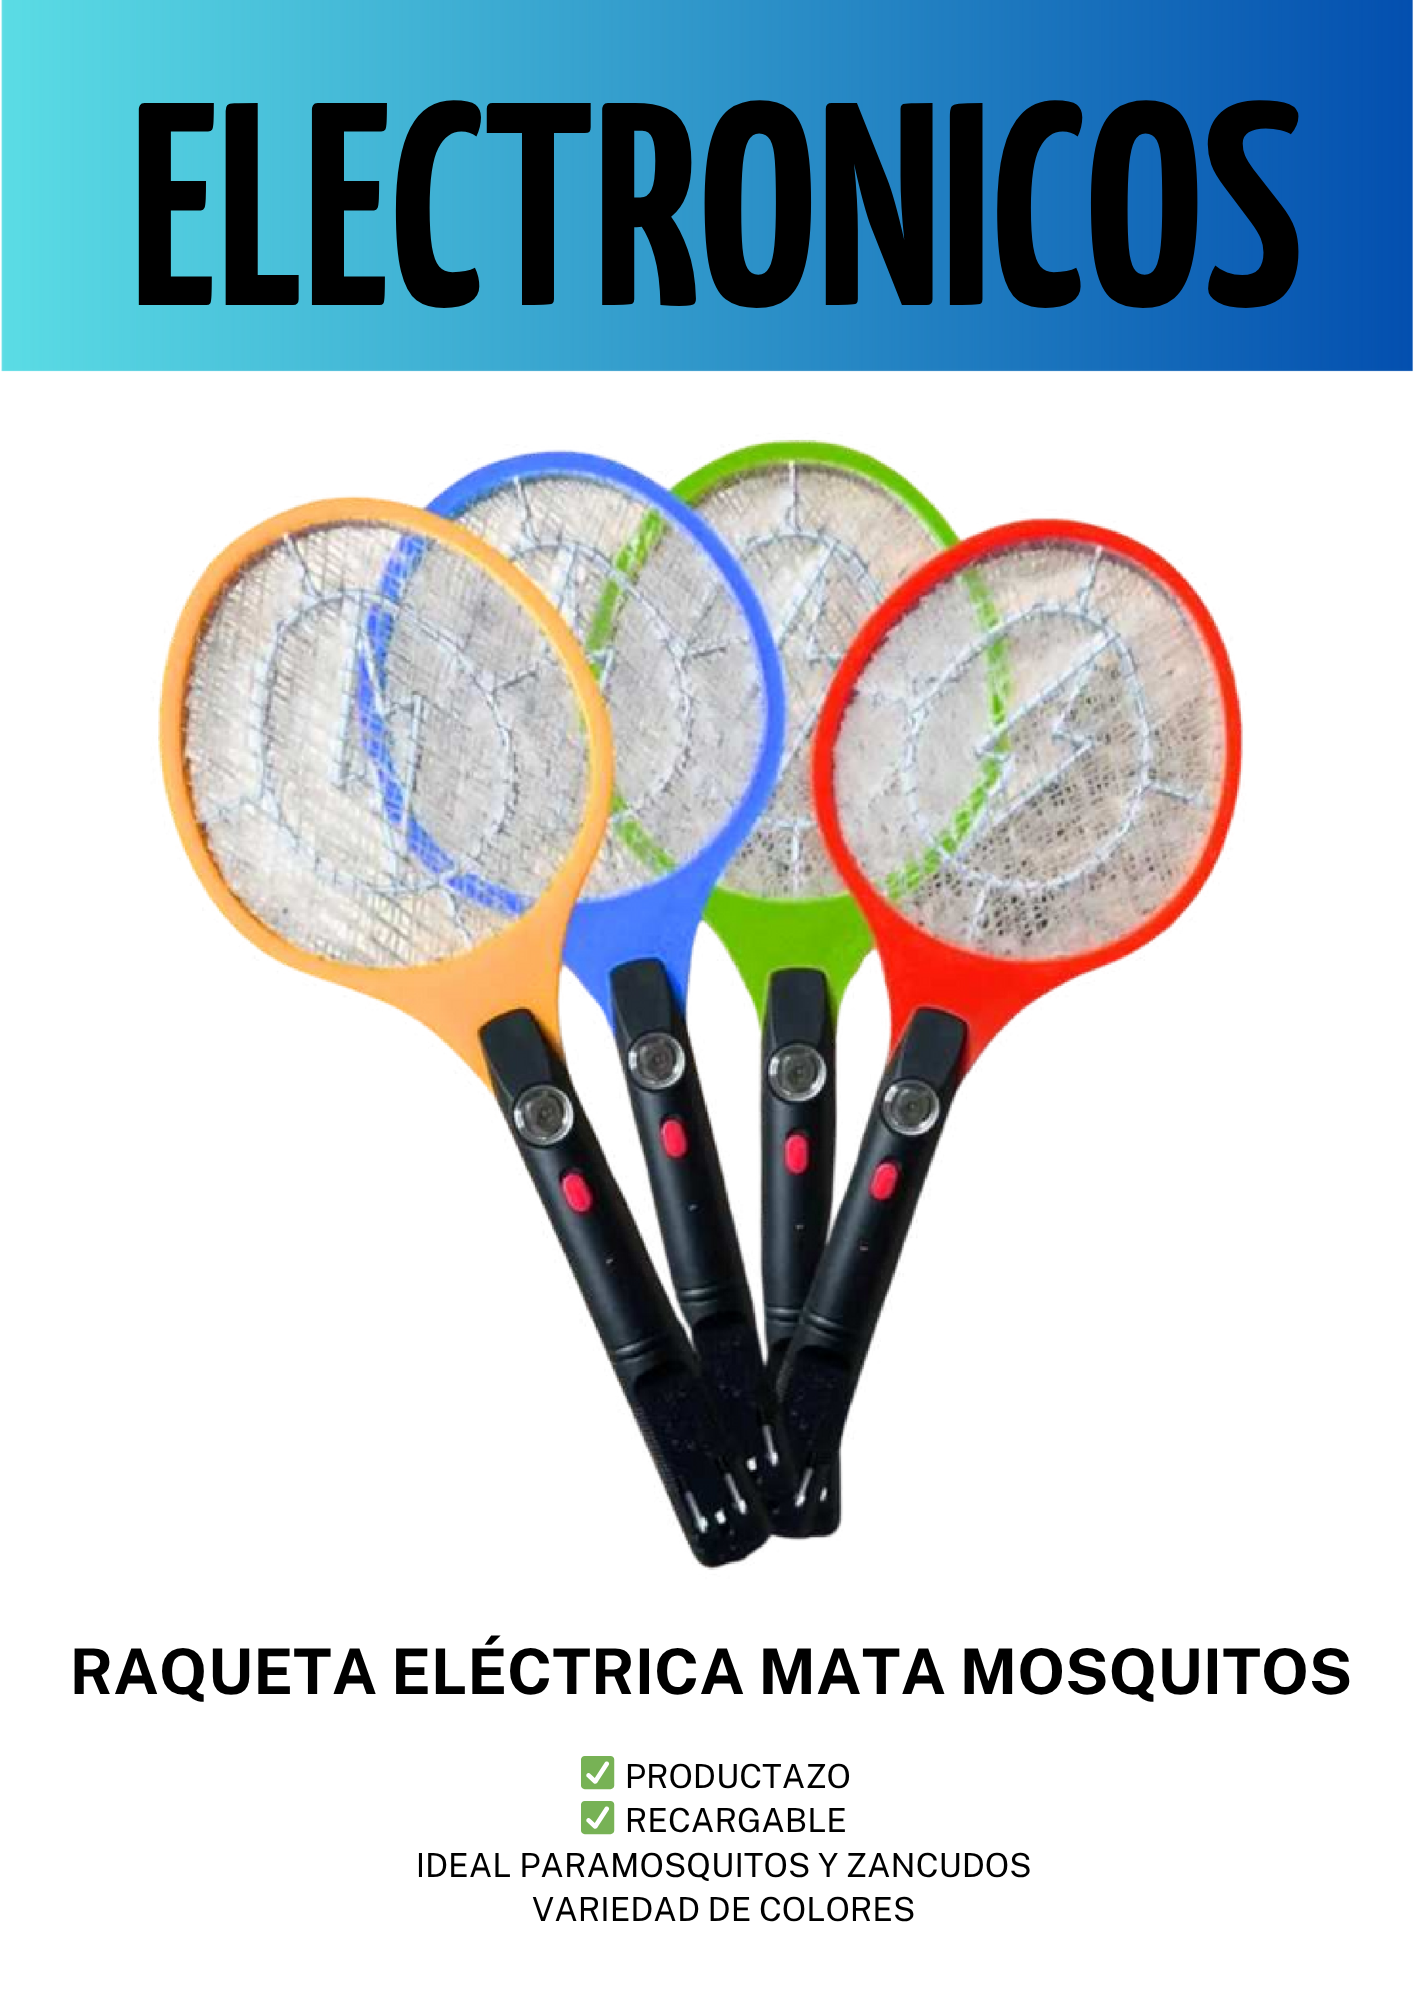 ELECTRONICOS
RAQUETA ELÉCTRICA MATA MOSQUITOS
✅ PRODUCTAZO
✅ RECARGABLE
IDEAL PARAMOSQUITOS Y ZANCUDOS
VARIEDAD DE COLORES